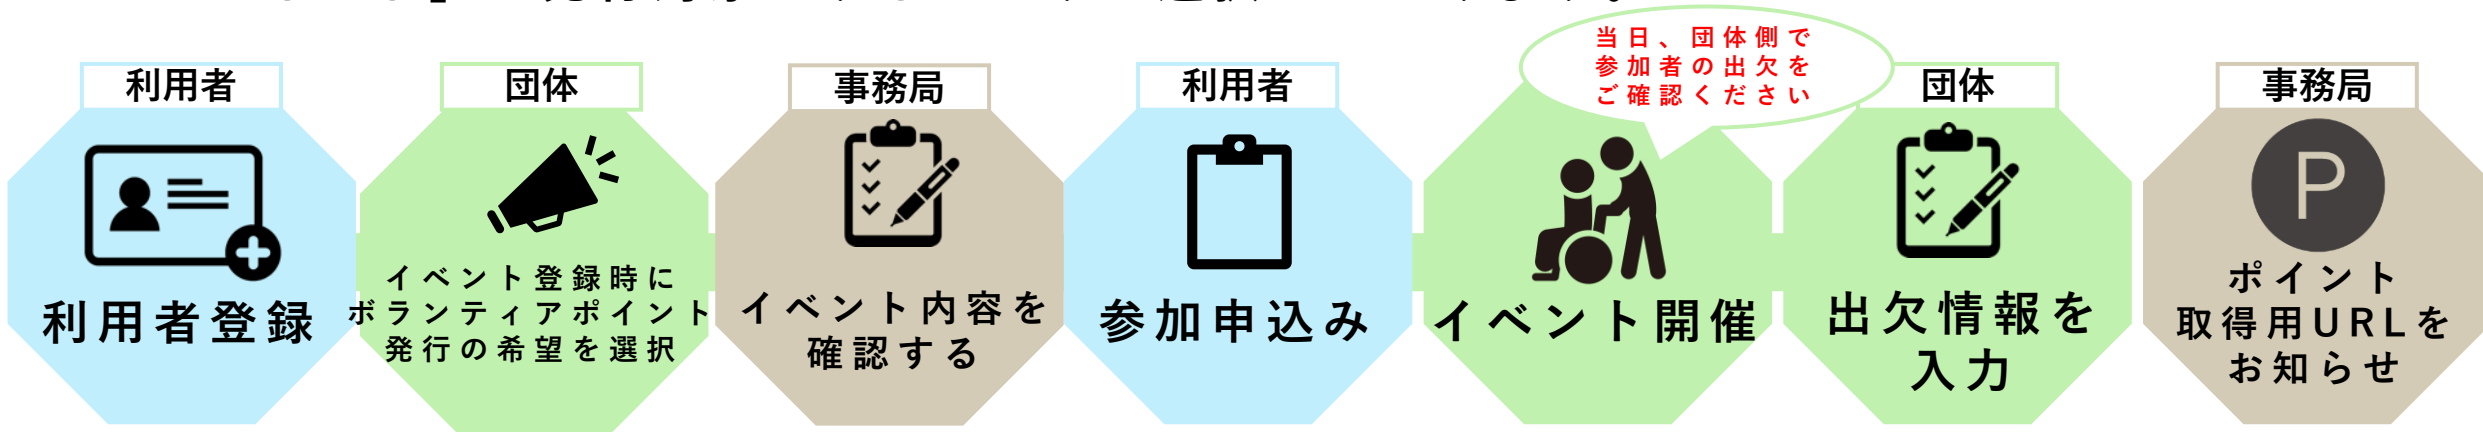 利用者
利用者登録
団体
イベント登録時に
ボランティアポイント
発行の希望を選択
事務局
イベント内容を
確認する
利用者
参加申込み
当日、団体側で
参加者の出欠を
ご確認ください
イベント開催
団体
出欠情報を
入力
事務局
P
ポイント
取得用URLを
お知らせ